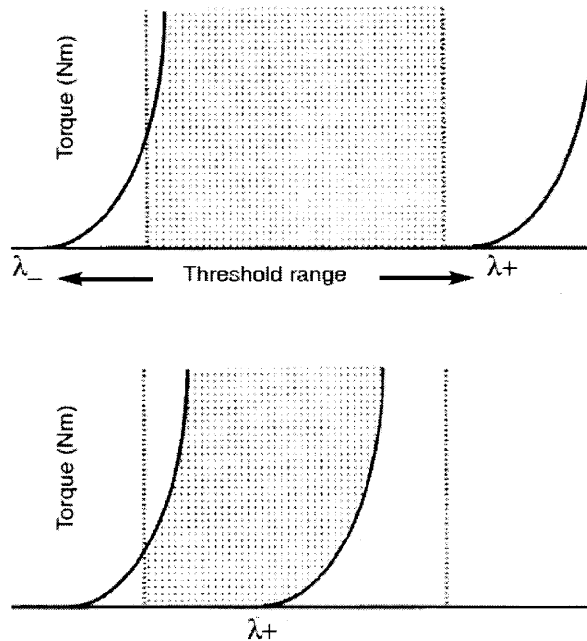 Torque (Nm)
λ_ Threshold range λ+
Torque (Nm)
λ+